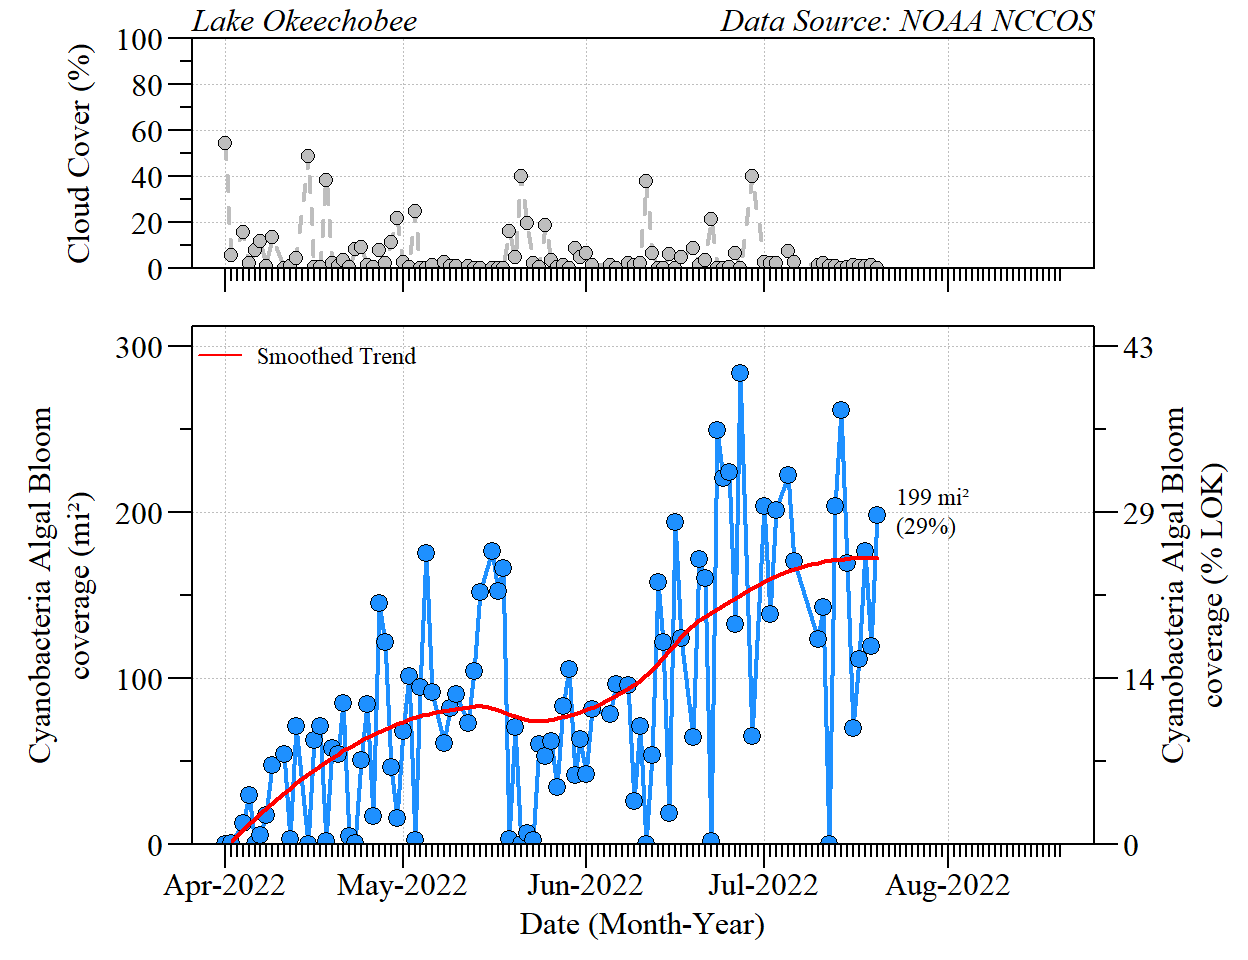 Lake Okeechobee
Data Source: NOAA NCCOS
Cloud Cover (%)
100
80
60
40
20
0
Smoothed Trend
Cyanobacteria Algal Bloom
coverage (mi²)
300
200
100
0
199 mi²
(29%)
43
29
14
0
Cyanobacteria Algal Bloom
coverage (% LOK)
Apr-2022 May-2022 Jun-2022 Jul-2022 Aug-2022
Date (Month-Year)